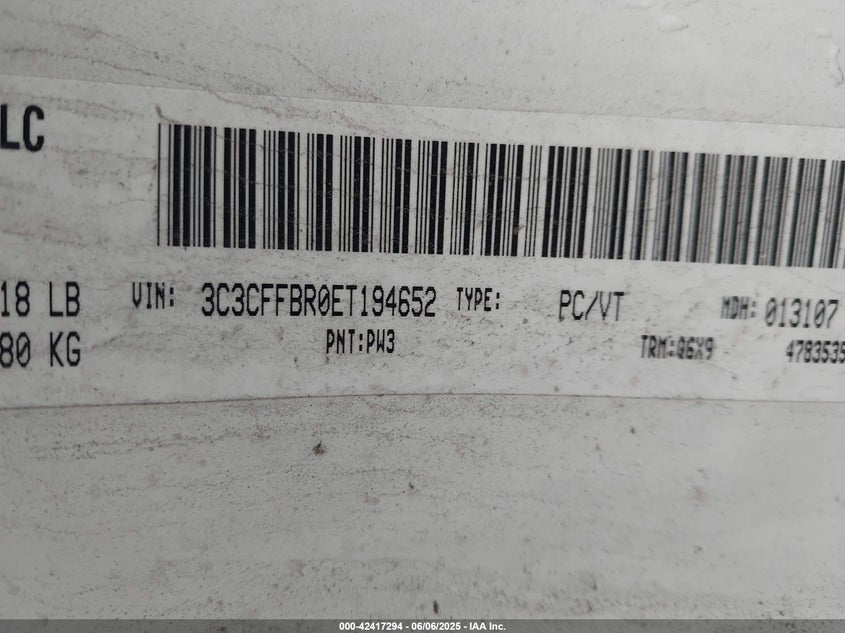 LC
18 LB VIN: 3C3CFFBR0ET194652 TYPE: PC/VT MDH: 013107
80 KG PNT:PW3 TRM:Q6X9 4783535
000-42417294 - 06/06/2025 - IAA Inc.